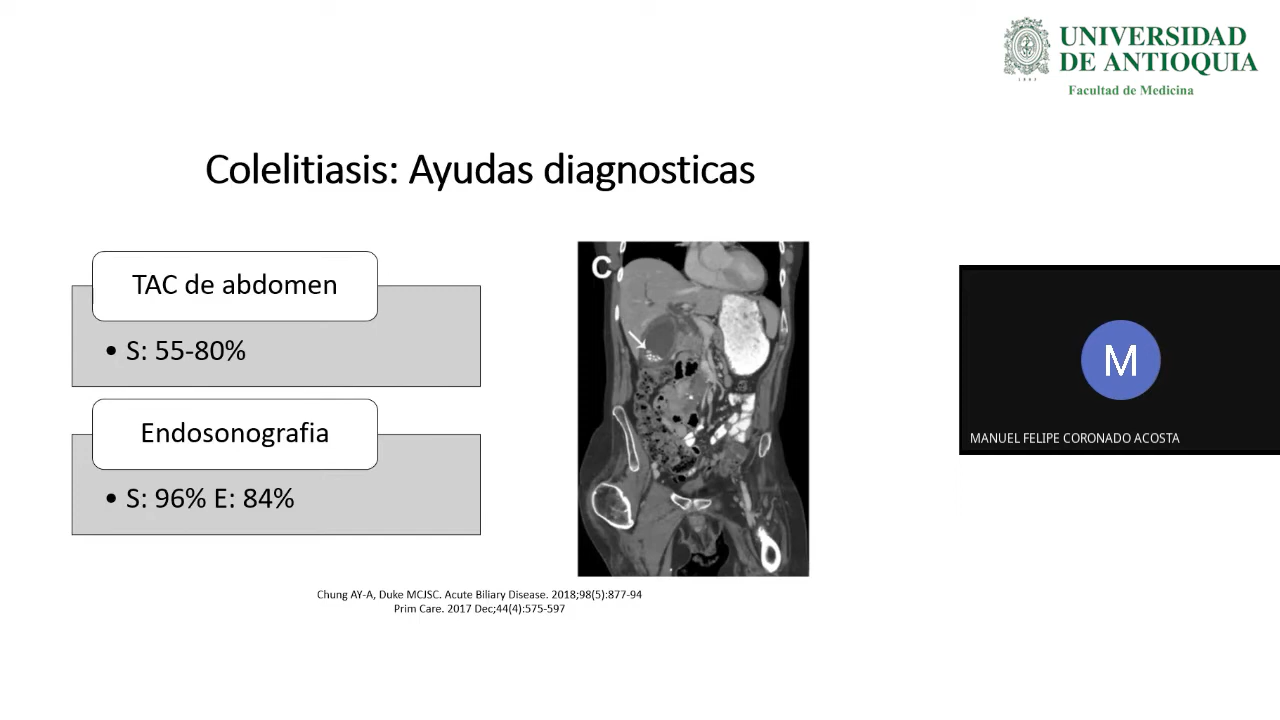 UNIVERSIDAD
DE ANTIOQUIA
1803
Facultad de Medicina
Colelitiasis: Ayudas diagnosticas
TAC de abdomen
• S: 55-80%
Endosonografia
• S: 96% E: 84%
C
M
MANUEL FELIPE CORONADO ACOSTA
Chung AY-A, Duke MCJSC. Acute Biliary Disease. 2018;98(5):877-94
Prim Care. 2017 Dec;44(4):575-597